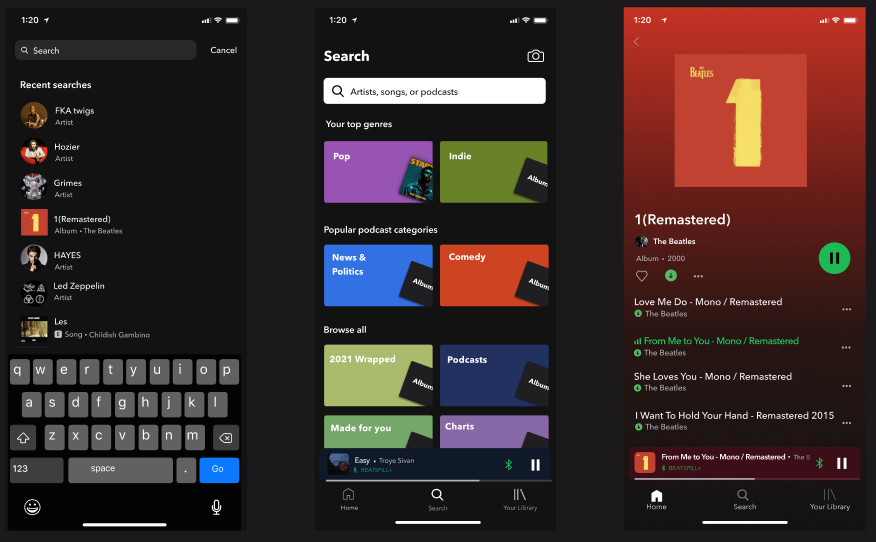 1:20
Search
Cancel
Recent searches
FKA twigs
Artist
Hozier
Artist
Grimes
Artist
1(Remastered)
Album • The Beatles
HAYES
Artist
Led Zeppelin
Artist
Les
E Song • Childish Gambino
q w e r t y u i o p
a s d f g h j k l
z x c v b n m
123 space . Go
1:20
Search
Artists, songs, or podcasts
Your top genres
Pop
Indie
Album
Popular podcast categories
News &
Politics
Album
Comedy
Album
Browse all
2021 Wrapped
Album
Podcasts
Album
Made for you
Charts
Easy • Troye Sivan
BEATSPILL+
Home
Search
Your Library
1:20
THE
BEATLES
1
1(Remastered)
The Beatles
Album • 2000
Love Me Do - Mono / Remastered
The Beatles
From Me to You - Mono / Remastered
The Beatles
She Loves You - Mono / Remastered
The Beatles
I Want To Hold Your Hand - Remastered 2015
The Beatles
From Me to You - Mono / Remastered • The B
BEATSPILL+
Home
Search
Your Library